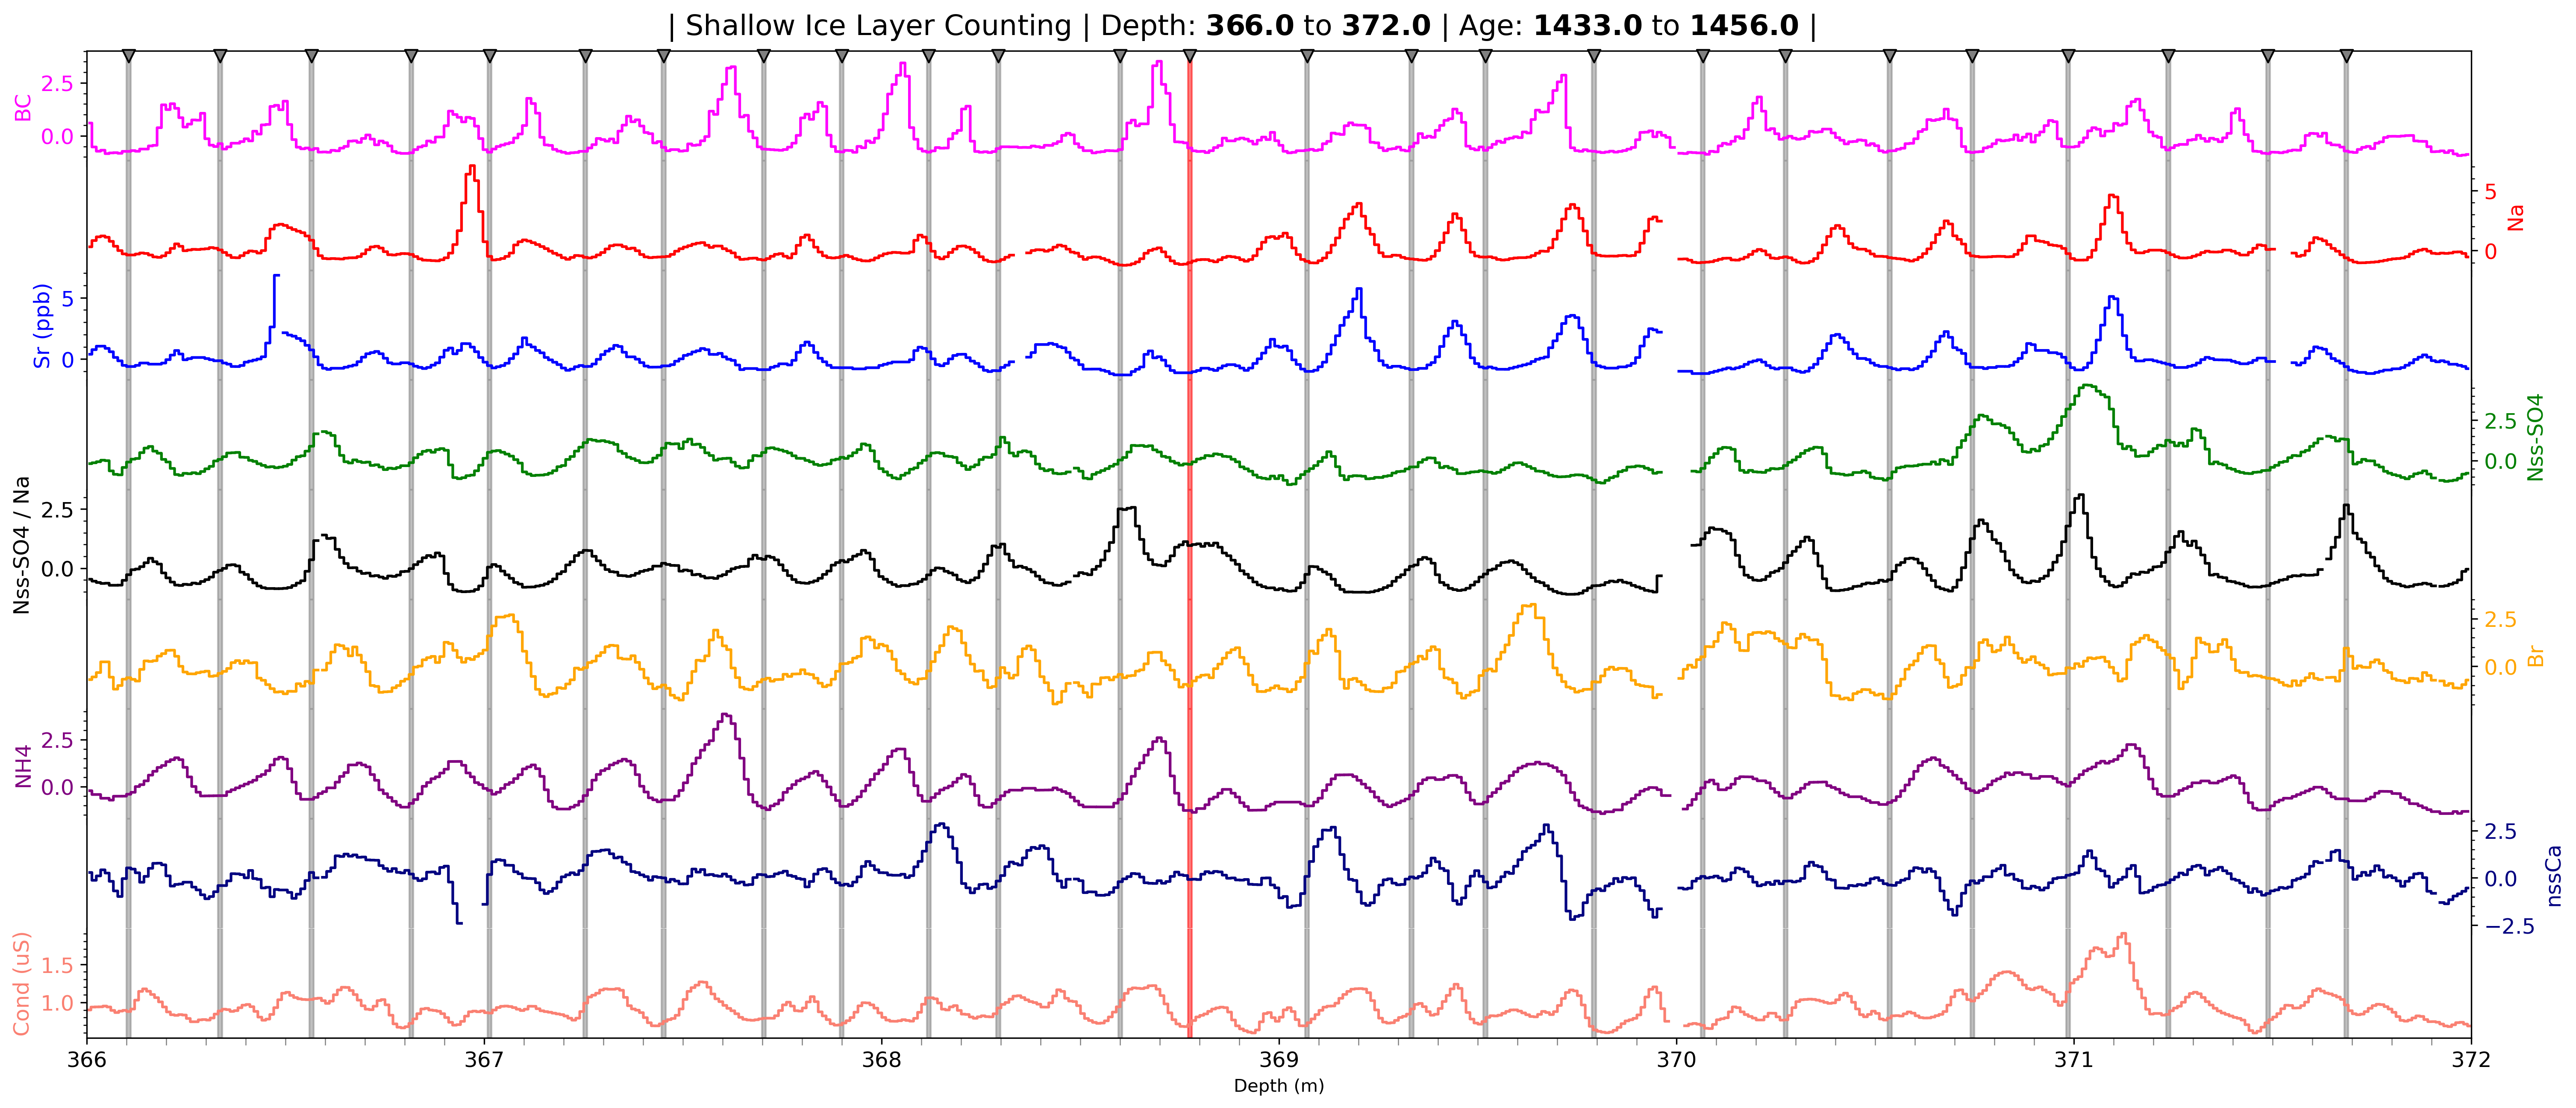 | Shallow Ice Layer Counting | Depth: 366.0 to 372.0 | Age: 1433.0 to 1456.0 |
BC
2.5
0.0
Na
5
0
Sr (ppb)
5
0
Nss-SO4
2.5
0.0
Nss-SO4 / Na
2.5
0.0
Br
2.5
0.0
NH4
2.5
0.0
nssCa
2.5
0.0
−2.5
Cond (uS)
1.5
1.0
366 367 368 369 370 371 372
Depth (m)